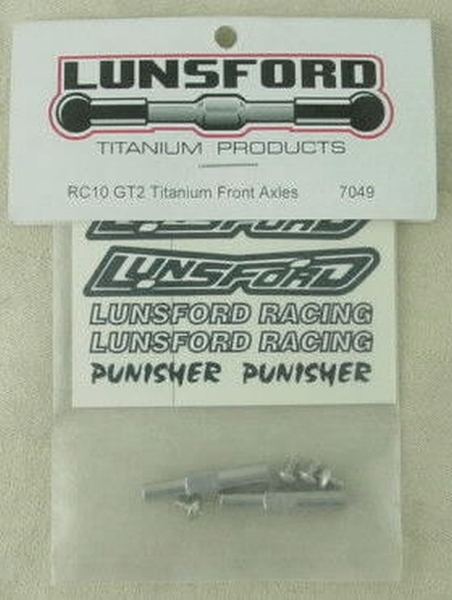 LUNSFORD
TITANIUM PRODUCTS
RC10 GT2 Titanium Front Axles 7049
LUNSFORD
LUNSFORD
LUNSFORD RACING
LUNSFORD RACING
PUNISHER PUNISHER